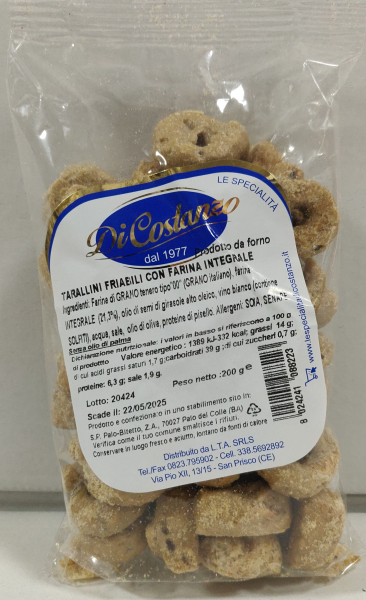 LE SPECIALITÀ
Di Costanzo
dal 1977
Prodotto da forno
TARALLINI FRIAEILI CON FARINA INTEGRALE
Ingredienti: Farina di GRANO tenero tipo"00" (GRANO italiano), farina
INTEGRALE (21,3%), olio di semi di girasole alto oleico, vino bianco (contiene
SOLFITI), acqua, sale, olio di oliva, proteine di pisello. Allergeni: SOIA, SENAPE
Senza olio di palma
Dichiarazione nutrizionale: i valori in basso si riferiscono a 100 g
di prodotto Valore energetico : 1389 kJ-332 kcal; grassi 14 g;
di cui acidi grassi saturi 1,7 g;carboidrati 39 g ;di cui zuccheri 0,7 g;
proteine: 6,3 g; sale 1,9 g.
Peso netto :200 g e
Lotto: 20424
Scade il: 22/05/2025
Prodotto e confezionato in uno stabilimento sito in:
S.P. Palo-Bitetto, Z.A., 70027 Palo del Colle (BA)
Verifica come il tuo comune smaltisce i rifiuti.
Conservare in luogo fresco e asciutto, lontano da fonti di calore
Distribuito da L.T.A. SRLS
Tel./Fax 0823.795902 - Cell. 338.5692892
Via Pio XII, 13/15 - San Prisco (CE)
www.lespecialitadicostanzo.it
8 024241 088223